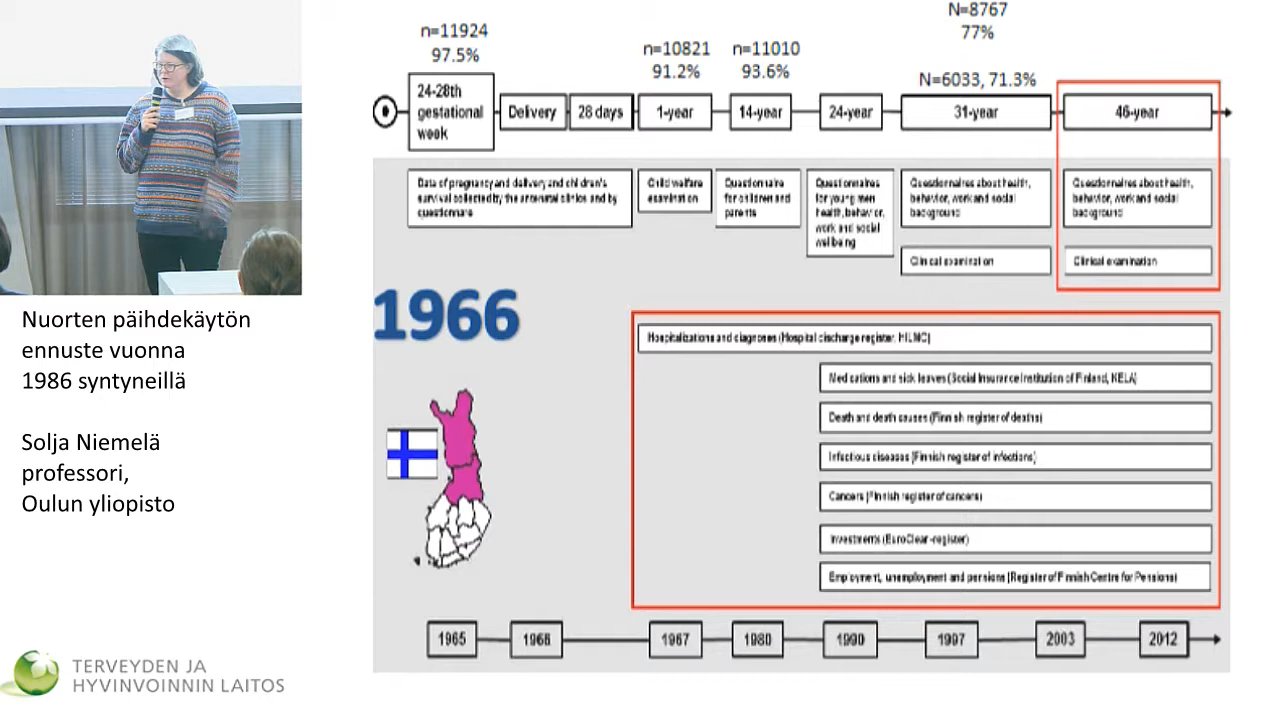 N=8767
77%
n=11924
97.5%
n=10821
91.2%
n=11010
93.6%
N=6033, 71.3%
24-28th
gestational
week
Delivery
28 days
1-year
14-year
24-year
31-year
46-year
Data of pregnancy and delivery and children's
survival collected by the antenatal clinics and by
questionnaire
Child welfare
examination
Questionnaire
for children and
parents
Questionnaires
for young men
health, behavior,
work and social
wellbeing
Questionnaires about health,
behavior, work and social
background
Clinical examination
Questionnaires about health,
behavior, work and social
background
Clinical examination
1966
Hospitalizations and diagnoses (Hospital discharge register, HILMO)
Medications and sick leaves (Social Insurance Institution of Finland, KELA)
Death and death causes (Finnish register of deaths)
Infectious diseases (Finnish register of infections)
Cancers (Finnish register of cancers)
Investments (EuroClear-register)
Employment, unemployment and pensions (Register of Finnish Centre for Pensions)
1965
1966
1967
1980
1990
1997
2003
2012
Nuorten päihdekäytön
ennuste vuonna
1986 syntyneillä
Solja Niemelä
professori,
Oulun yliopisto
TERVEYDEN JA
HYVINVOINNIN LAITOS